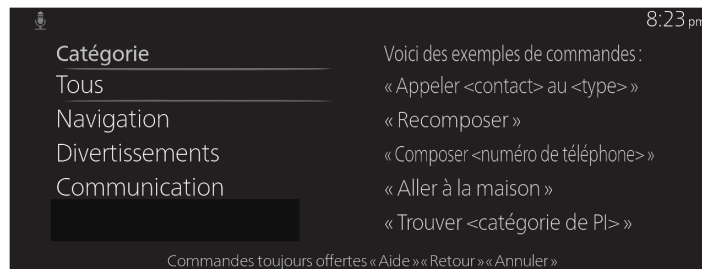 8:23 pm
Catégorie
Tous
Navigation
Divertissements
Communication
Voici des exemples de commandes :
« Appeler <contact> au <type> »
« Recomposer »
« Composer <numéro de téléphone> »
« Aller à la maison »
« Trouver <catégorie de PI> »
Commandes toujours offertes « Aide » « Retour » « Annuler »